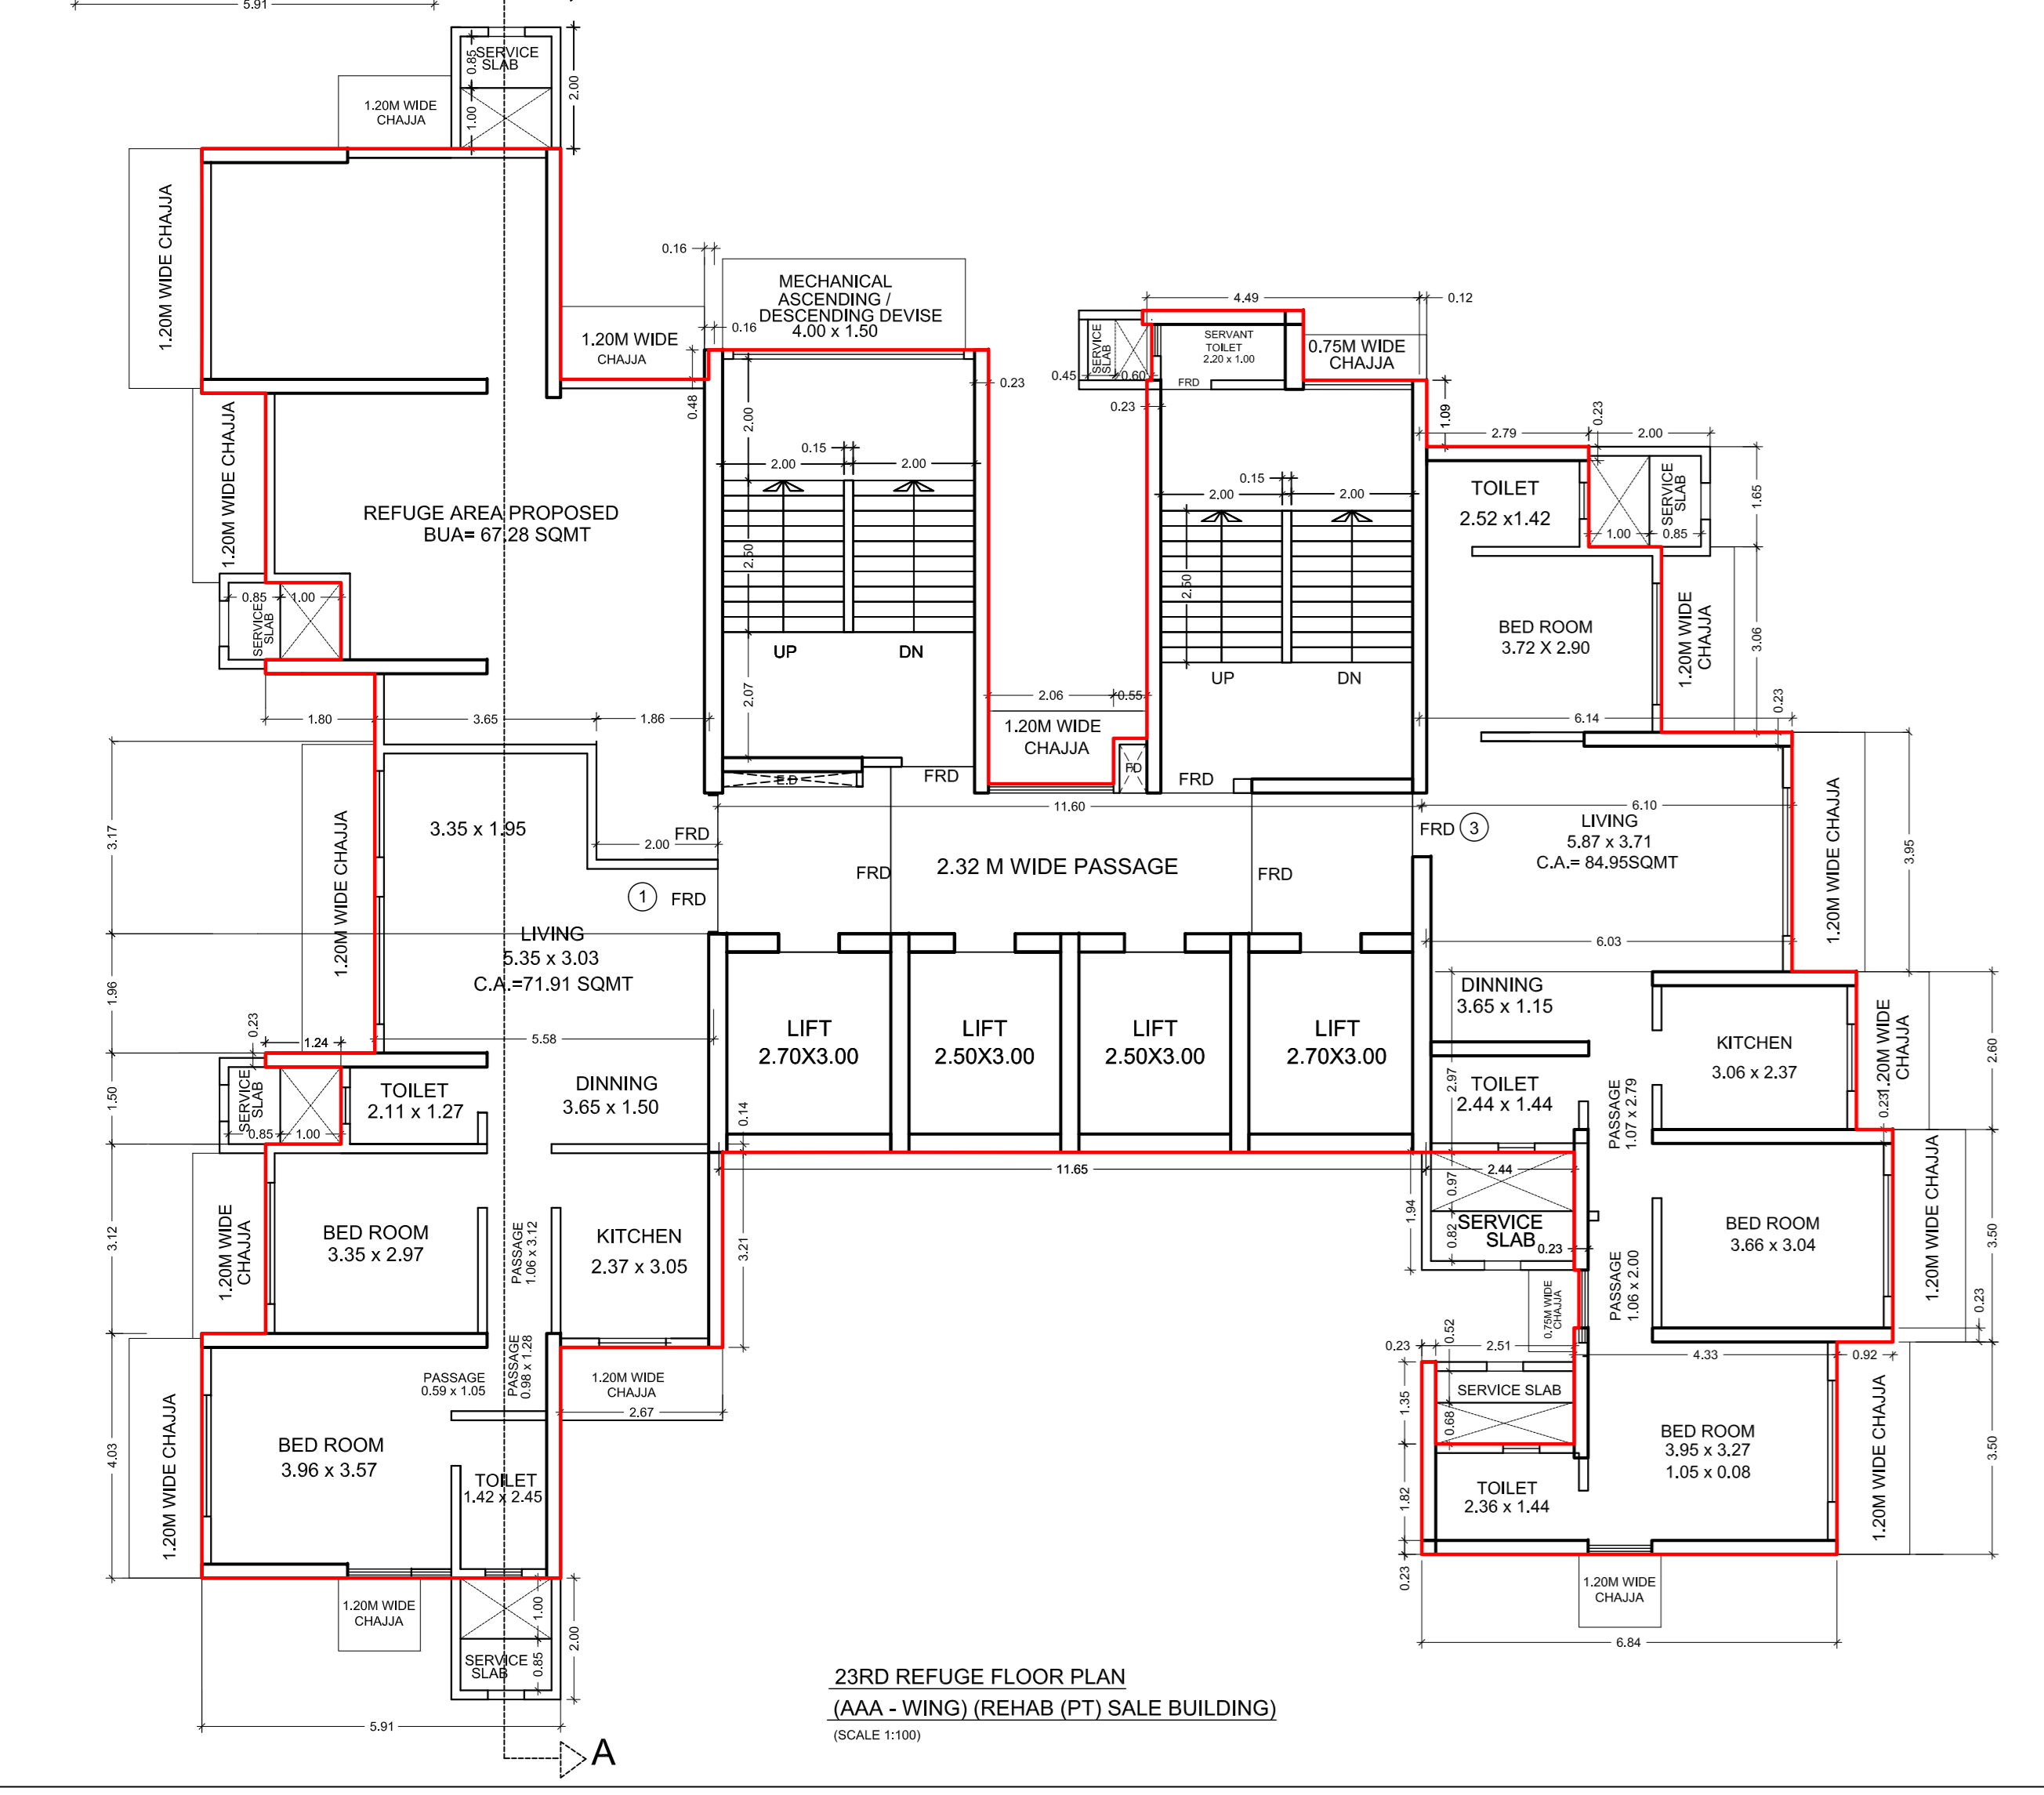 5.91
SERVICE
SLAB
0.85
1.00
2.00
1.20M WIDE
CHAJJA
1.20M WIDE CHAJJA
0.16
MECHANICAL
ASCENDING /
DESCENDING DEVISE
4.00 x 1.50
0.16
1.20M WIDE
CHAJJA
0.48
0.23
4.49
0.12
SERVICE
SLAB
SERVANT
TOILET
2.20 x 1.00
0.75M WIDE
CHAJJA
0.45
0.60
FRD
0.23
1.09
0.23
2.79
2.00
1.20M WIDE CHAJJA
REFUGE AREA PROPOSED
BUA= 67.28 SQMT
2.00
0.15
2.00
2.00
2.50
UP
DN
2.07
0.15
2.00
2.00
2.50
UP
DN
TOILET
2.52 x1.42
SERVICE
SLAB
1.00
0.85
1.65
BED ROOM
3.72 X 2.90
1.20M WIDE
CHAJJA
3.06
0.23
0.85
1.00
SERVICE
SLAB
1.80
3.65
1.86
2.06
0.55
1.20M WIDE
CHAJJA
6.14
E.D
FRD
FD
FRD
11.60
6.10
3.17
1.20M WIDE CHAJJA
3.35 x 1.95
FRD
2.00
1
FRD
FRD
2.32 M WIDE PASSAGE
FRD
FRD
3
LIVING
5.87 x 3.71
C.A.= 84.95SQMT
1.20M WIDE CHAJJA
3.95
LIVING
5.35 x 3.03
C.A.=71.91 SQMT
6.03
1.96
0.23
1.24
5.58
LIFT
2.70X3.00
LIFT
2.50X3.00
LIFT
2.50X3.00
LIFT
2.70X3.00
DINNING
3.65 x 1.15
KITCHEN
3.06 x 2.37
1.20M WIDE
CHAJJA
2.60
0.23
SERVICE
SLAB
0.85
1.00
TOILET
2.11 x 1.27
DINNING
3.65 x 1.50
0.14
1.50
2.97
TOILET
2.44 x 1.44
PASSAGE
1.07 x 2.79
11.65
2.44
0.97
1.94
0.82
SERVICE
SLAB
0.23
3.12
1.20M WIDE
CHAJJA
BED ROOM
3.35 x 2.97
PASSAGE
1.06 x 3.12
KITCHEN
2.37 x 3.05
3.21
PASSAGE
1.06 x 2.00
BED ROOM
3.66 x 3.04
1.20M WIDE CHAJJA
3.50
0.23
0.75M WIDE
CHAJJA
0.52
0.23
2.51
4.33
0.92
PASSAGE
0.59 x 1.05
PASSAGE
0.98 x 1.28
1.20M WIDE
CHAJJA
2.67
SERVICE SLAB
1.35
0.68
4.03
1.20M WIDE CHAJJA
BED ROOM
3.96 x 3.57
TOILET
1.42 x 2.45
BED ROOM
3.95 x 3.27
1.05 x 0.08
1.20M WIDE CHAJJA
3.50
1.82
TOILET
2.36 x 1.44
0.23
1.20M WIDE
CHAJJA
1.00
2.00
SERVICE
SLAB
0.85
1.20M WIDE
CHAJJA
6.84
5.91
A
23RD REFUGE FLOOR PLAN
(AAA - WING) (REHAB (PT) SALE BUILDING)
(SCALE 1:100)